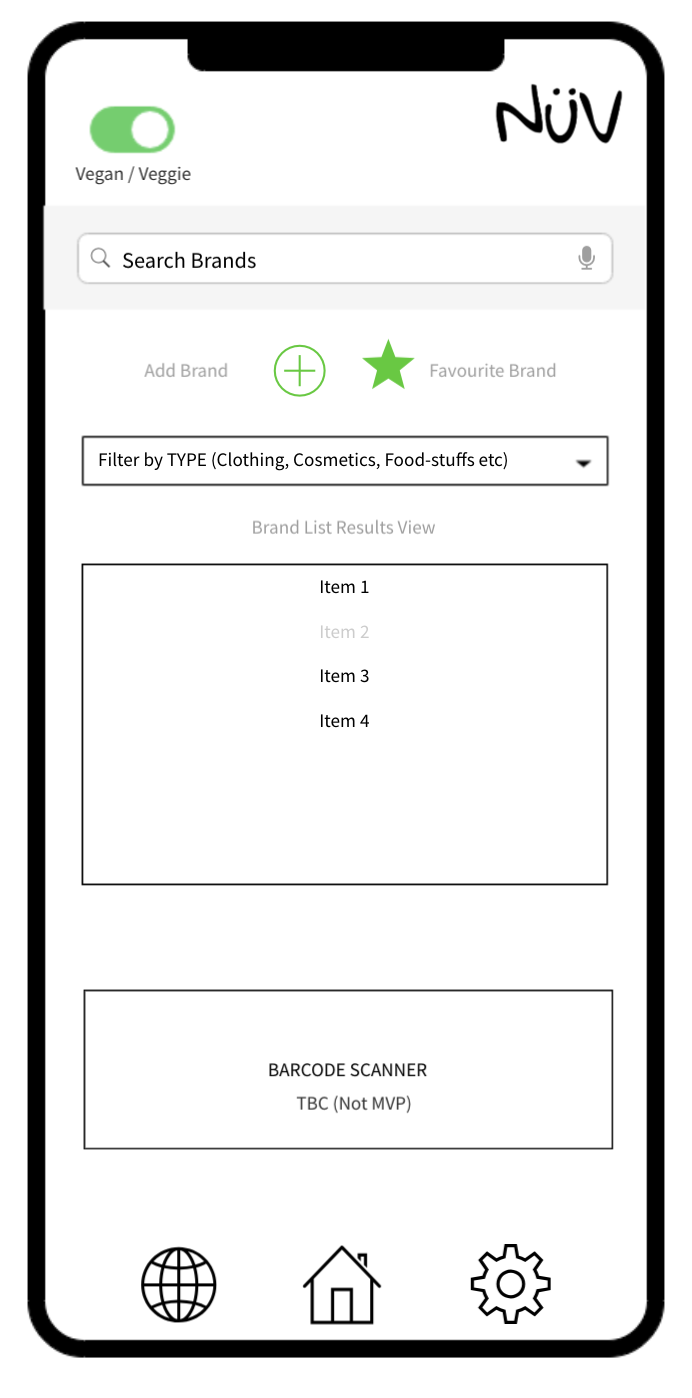 NüV
Vegan / Veggie
Search Brands
Add Brand
Favourite Brand
Filter by TYPE (Clothing, Cosmetics, Food-stuffs etc)
Brand List Results View
Item 1
Item 2
Item 3
Item 4
BARCODE SCANNER
TBC (Not MVP)